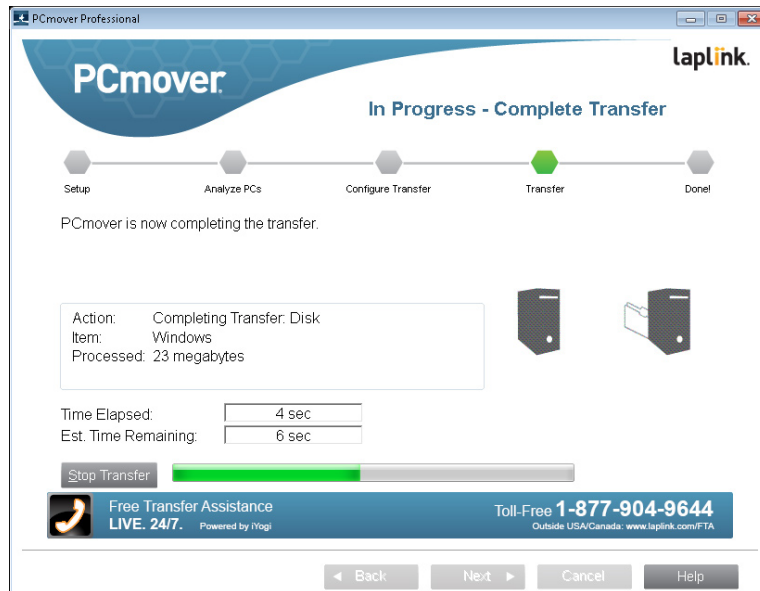 PCmover Professional
laplink.
PCmover.
In Progress - Complete Transfer
Setup
Analyze PCs
Configure Transfer
Transfer
Done!
PCmover is now completing the transfer.
Action: Completing Transfer: Disk
Item: Windows
Processed: 23 megabytes
Time Elapsed: 4 sec
Est. Time Remaining: 6 sec
Stop Transfer
Free Transfer Assistance
LIVE. 24/7. Powered by iYogi
Toll-Free 1-877-904-9644
Outside USA/Canada: www.laplink.com/FTA
Back
Next
Cancel
Help